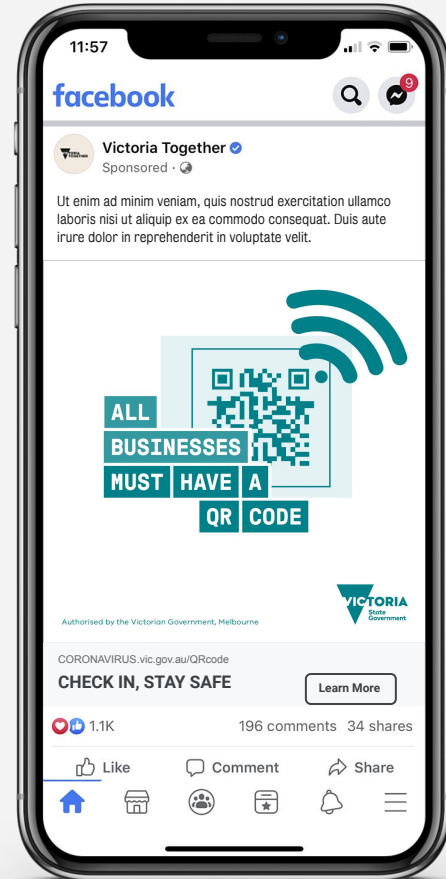 11:57
facebook
9
VICTORIA
TOGETHER
Victoria Together
Sponsored ·
Ut enim ad minim veniam, quis nostrud exercitation ullamco
laboris nisi ut aliquip ex ea commodo consequat. Duis aute
irure dolor in reprehenderit in voluptate velit.
ALL
BUSINESSES
MUST HAVE A
QR CODE
VICTORIA
State
Government
Authorised by the Victorian Government, Melbourne
CORONAVIRUS.vic.gov.au/QRcode
CHECK IN, STAY SAFE
Learn More
1.1K
196 comments 34 shares
Like
Comment
Share